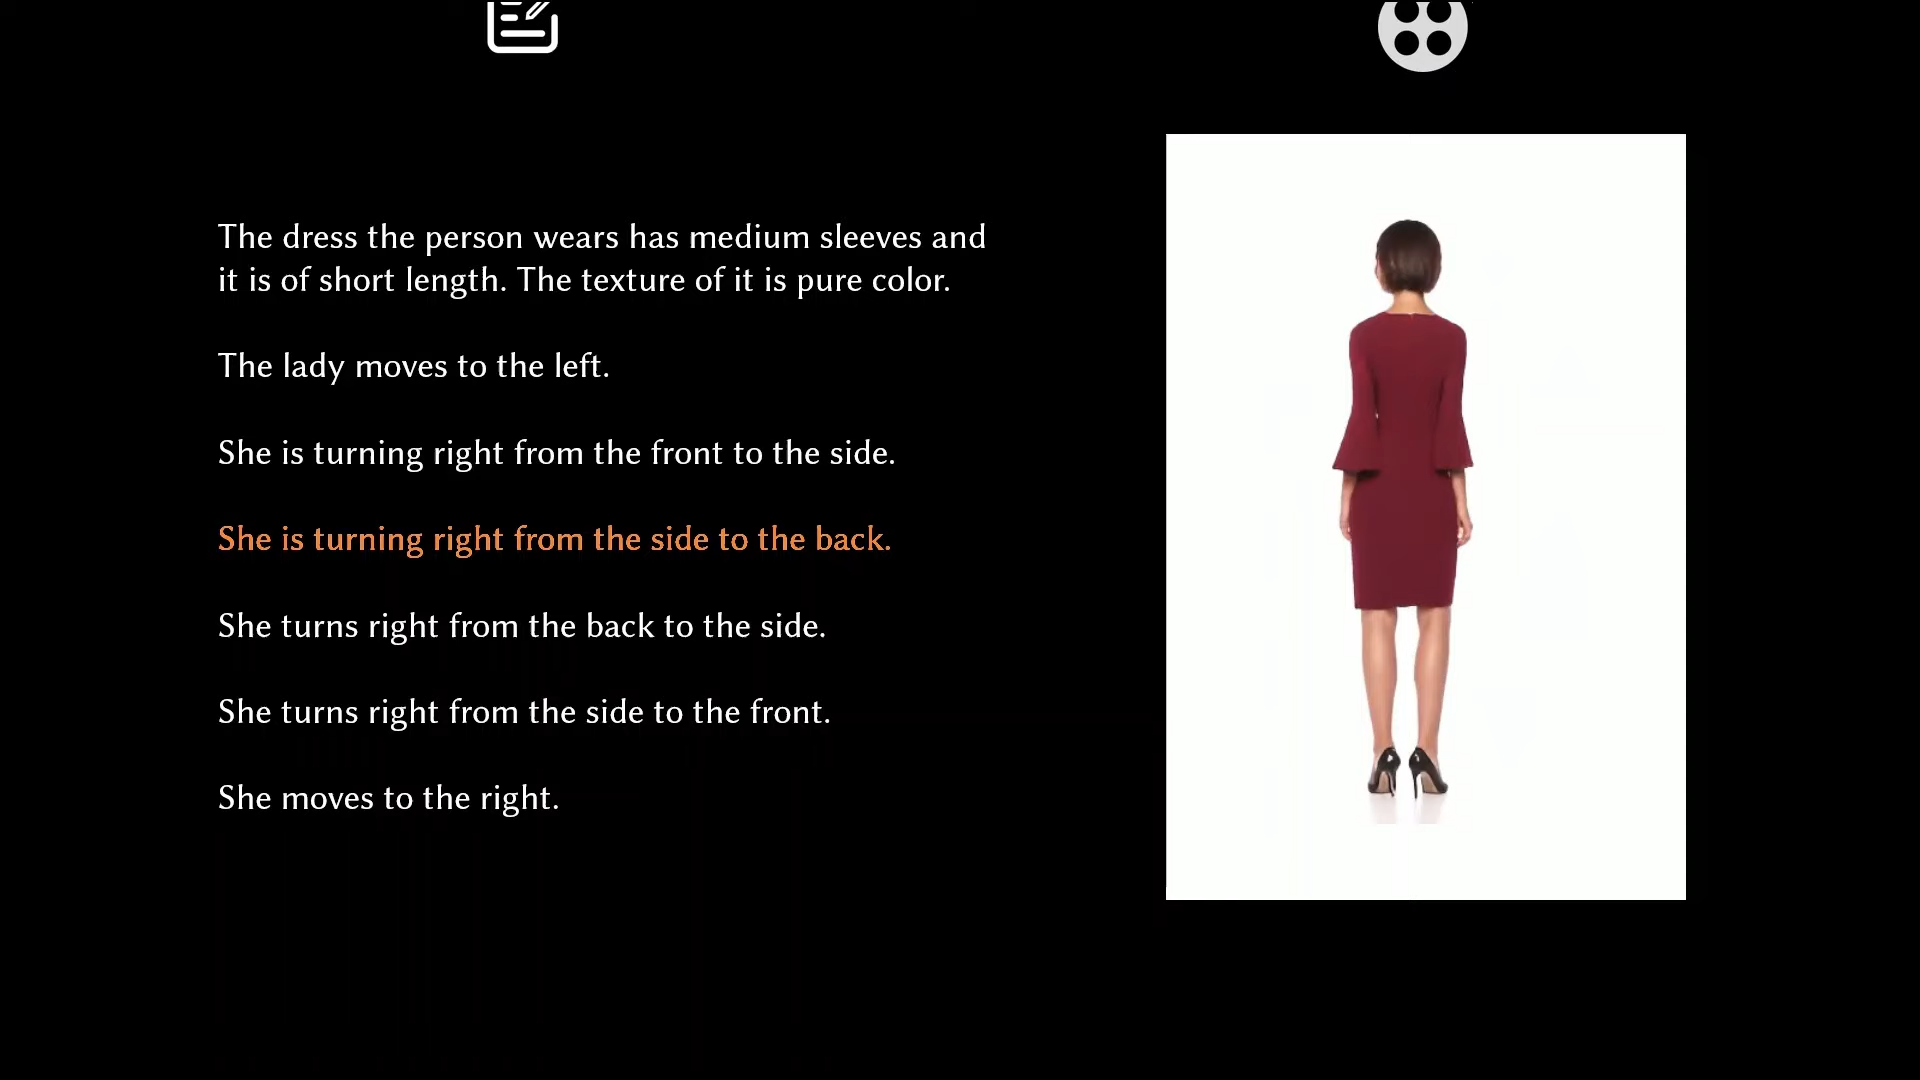 The dress the person wears has medium sleeves and
it is of short length. The texture of it is pure color.
The lady moves to the left.
She is turning right from the front to the side.
She is turning right from the side to the back.
She turns right from the back to the side.
She turns right from the side to the front.
She moves to the right.